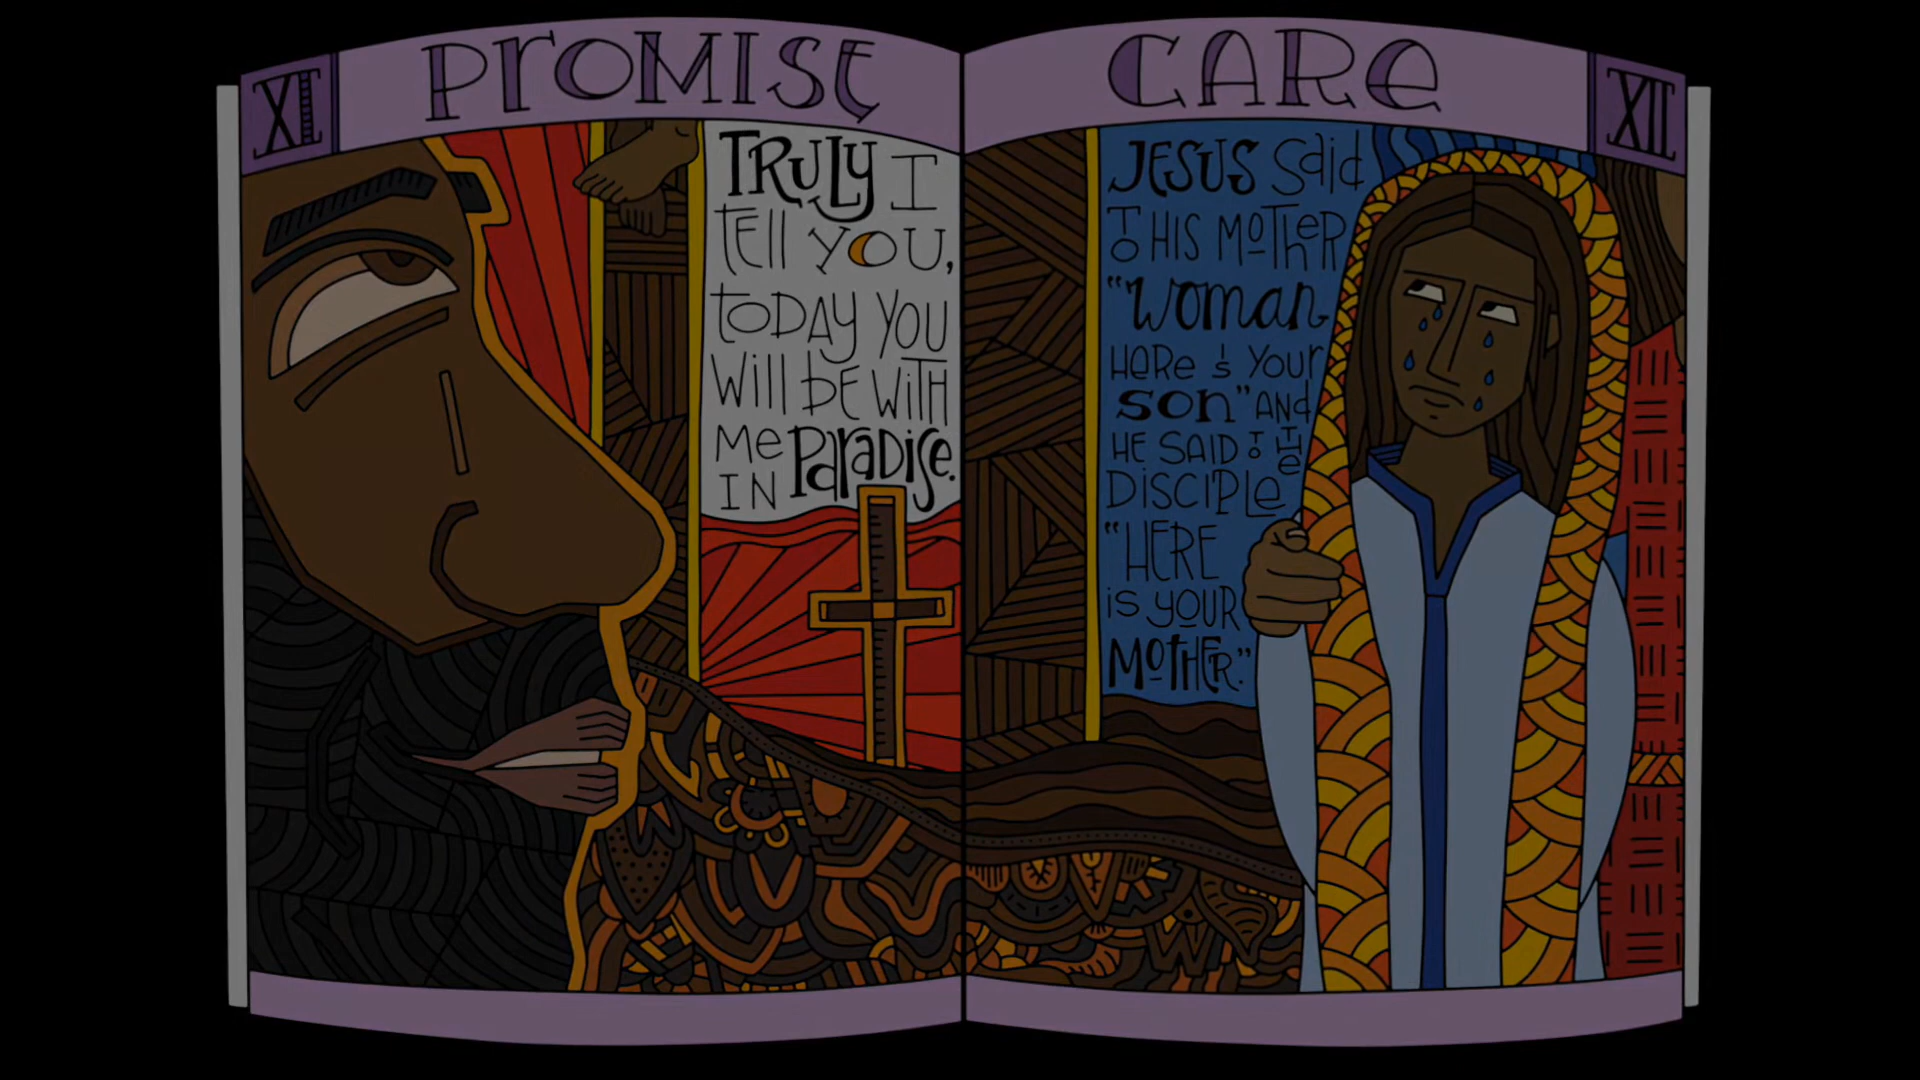 XI PROMISE
TRULY I
tell YOU,
today YOU
Will BE WITH
Me Paradise.
IN
CARe XII
JESUS Said
TO HIS MOTHeR
"Woman
HeRe is Your
son" AND
HE SAID TO THe
DISCIPLe
"HERE
is YOUR
MOTHER."